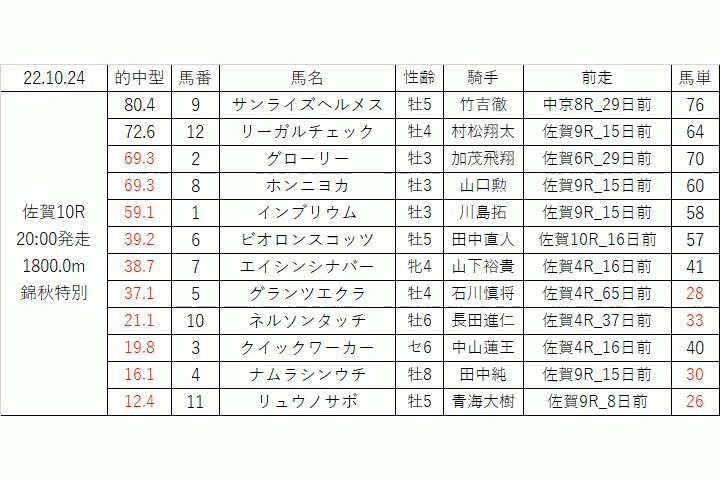 22.10.24 的中型 馬番 馬名 性齢 騎手 前走 馬単
80.4 9 サンライズヘルメス 牡5 竹吉徹 中京8R_29日前 76
72.6 12 リーガルチェック 牡4 村松翔太 佐賀9R_15日前 64
69.3 2 グローリー 牡3 加茂飛翔 佐賀6R_29日前 70
69.3 8 ホンニヨカ 牡3 山口勲 佐賀9R_15日前 60
佐賀10R 59.1 1 インブリウム 牡3 川島拓 佐賀9R_15日前 58
20:00発走 39.2 6 ビオロンスコッツ 牡5 田中直人 佐賀10R_16日前 57
1800.0m 38.7 7 エイシンシナバー 牝4 山下裕貴 佐賀4R_16日前 41
錦秋特別 37.1 5 グランツエクラ 牡4 石川慎将 佐賀4R_65日前 28
21.1 10 ネルソンタッチ 牡6 長田進仁 佐賀4R_37日前 33
19.8 3 クイックワーカー セ6 中山蓮王 佐賀4R_16日前 40
16.1 4 ナムラシンウチ 牡8 田中純 佐賀9R_15日前 30
12.4 11 リュウノサボ 牡5 青海大樹 佐賀9R_8日前 26